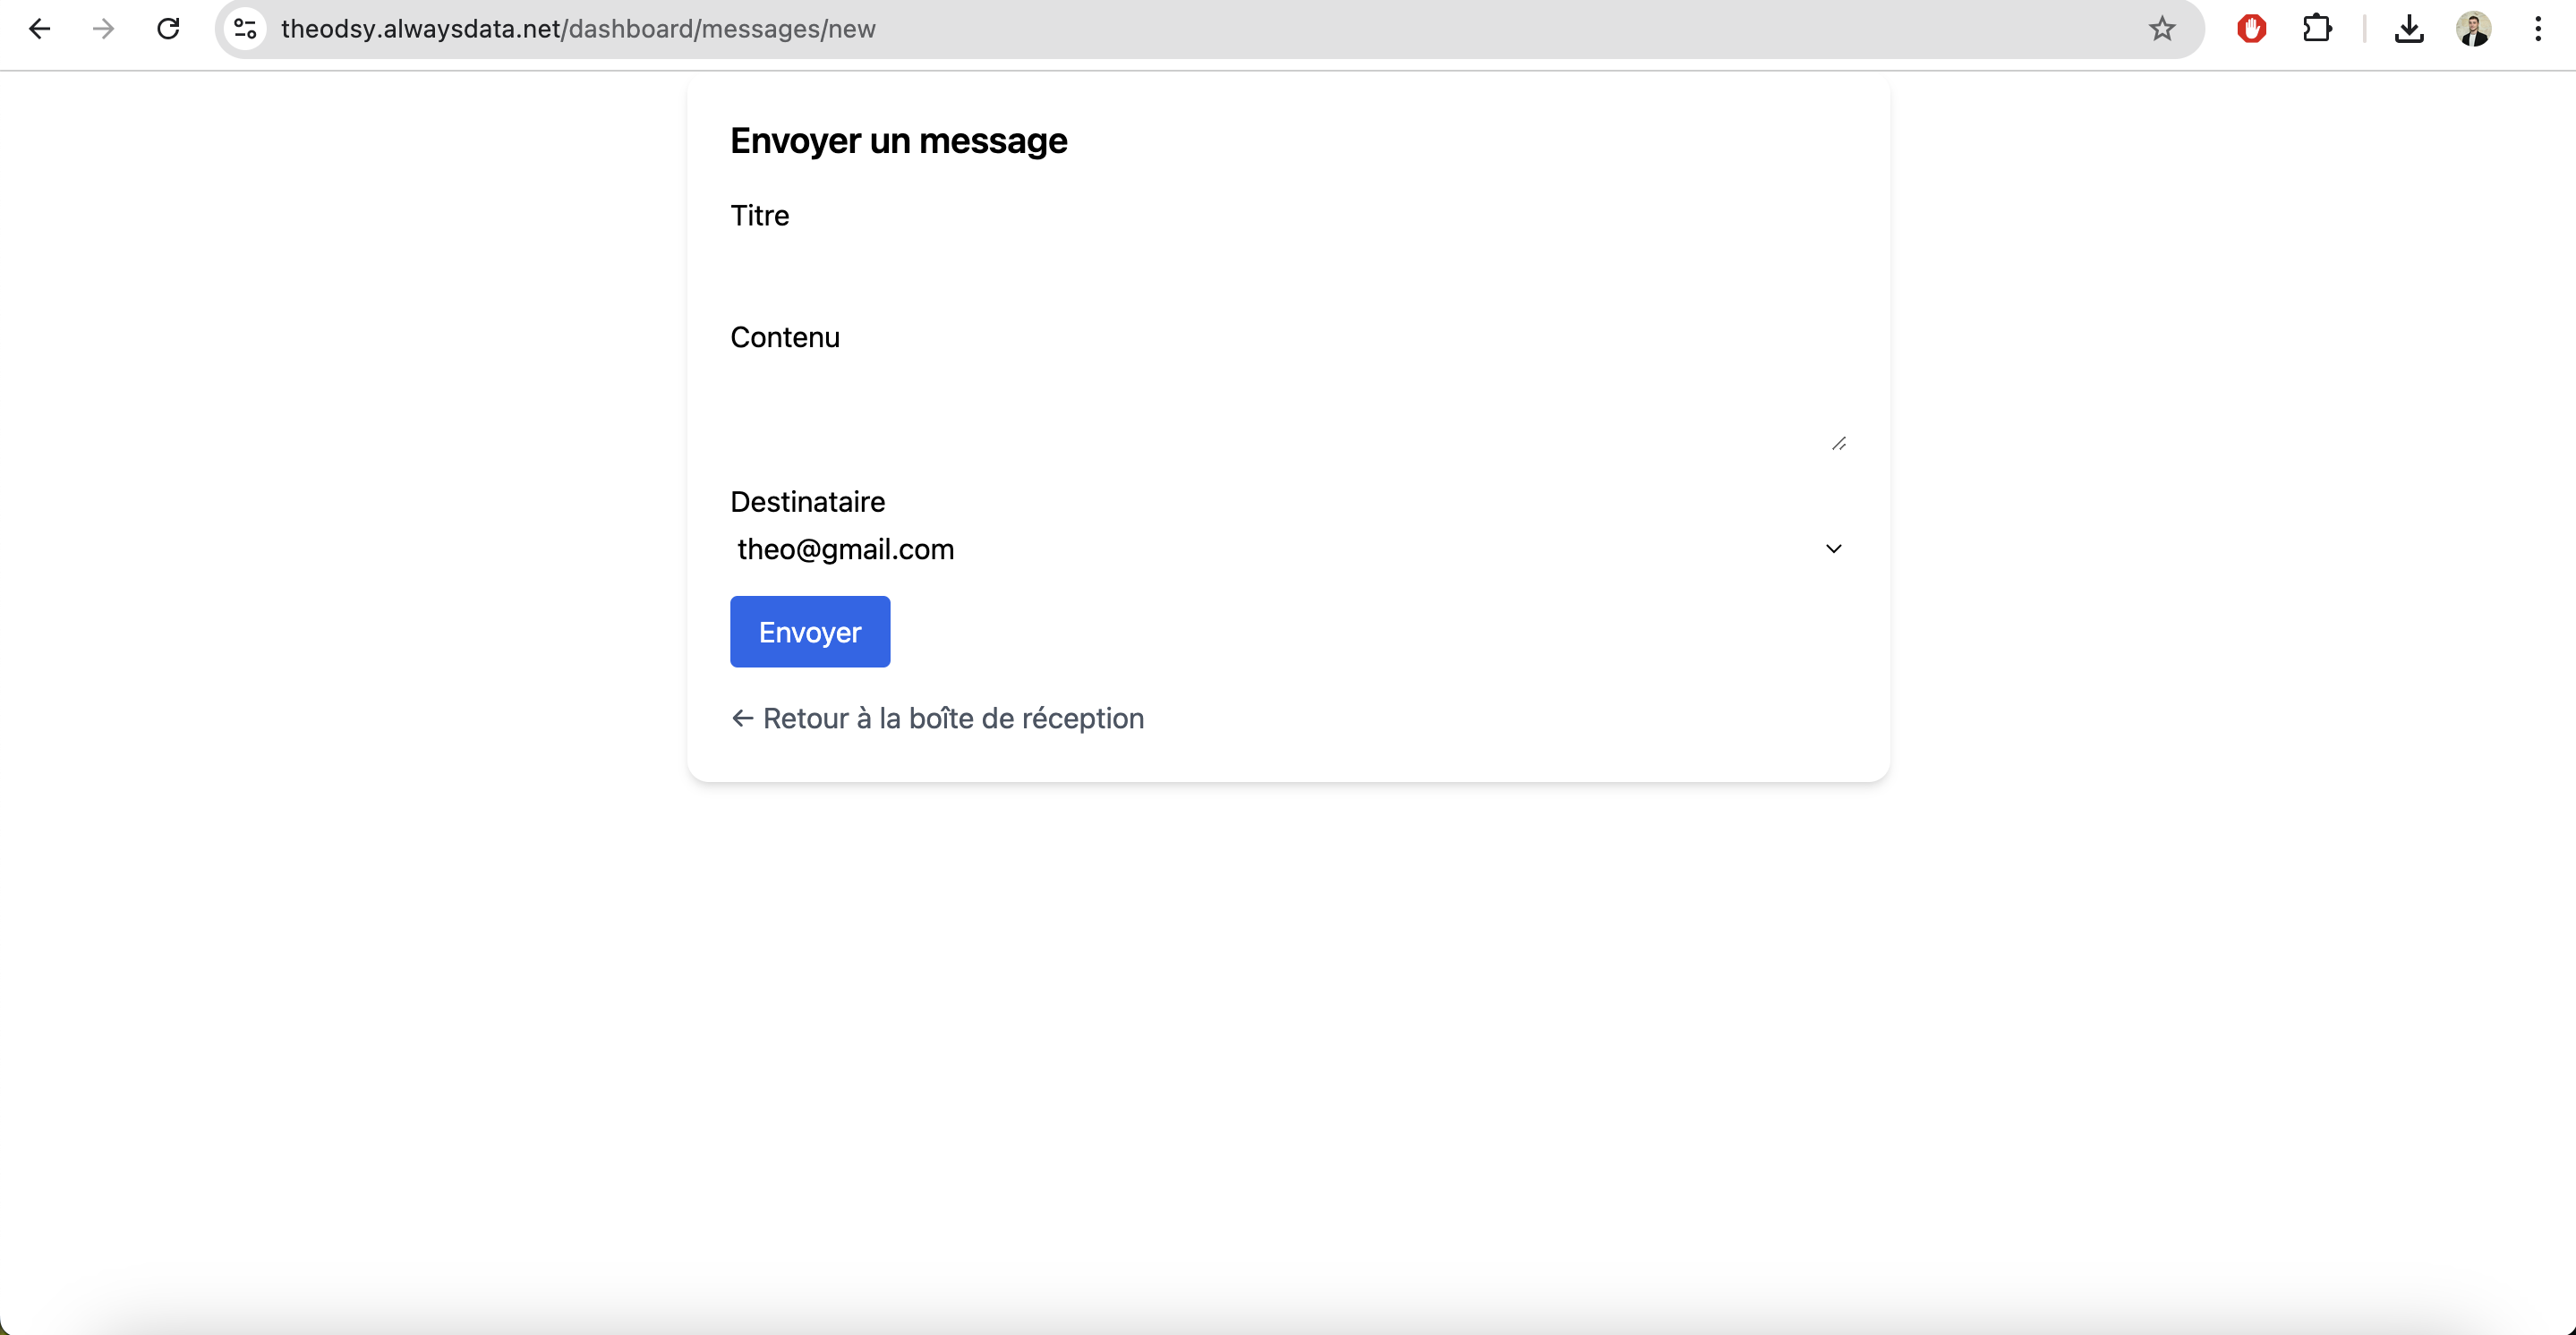 theodsy.alwaysdata.net/dashboard/messages/new
Envoyer un message
Titre
Contenu
Destinataire
theo@gmail.com
Envoyer
← Retour à la boîte de réception